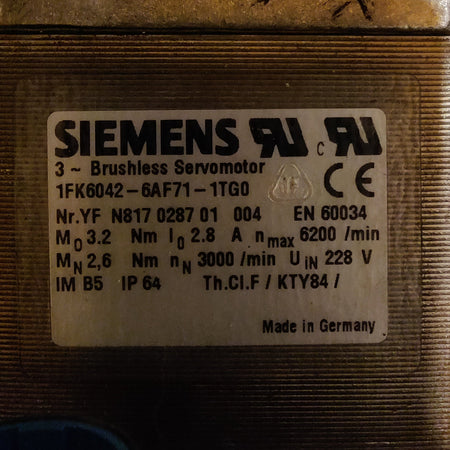 SIEMENS
3 ~ Brushless Servomotor
1FK6042-6AF71-1TG0
Nr.YF N817 0287 01 004 EN 60034
M0 3.2 Nm I0 2.8 A nmax 6200 /min
MN 2,6 Nm nN 3000 /min UiN 228 V
IM B5 IP 64 Th.Cl.F / KTY84 /
Made in Germany